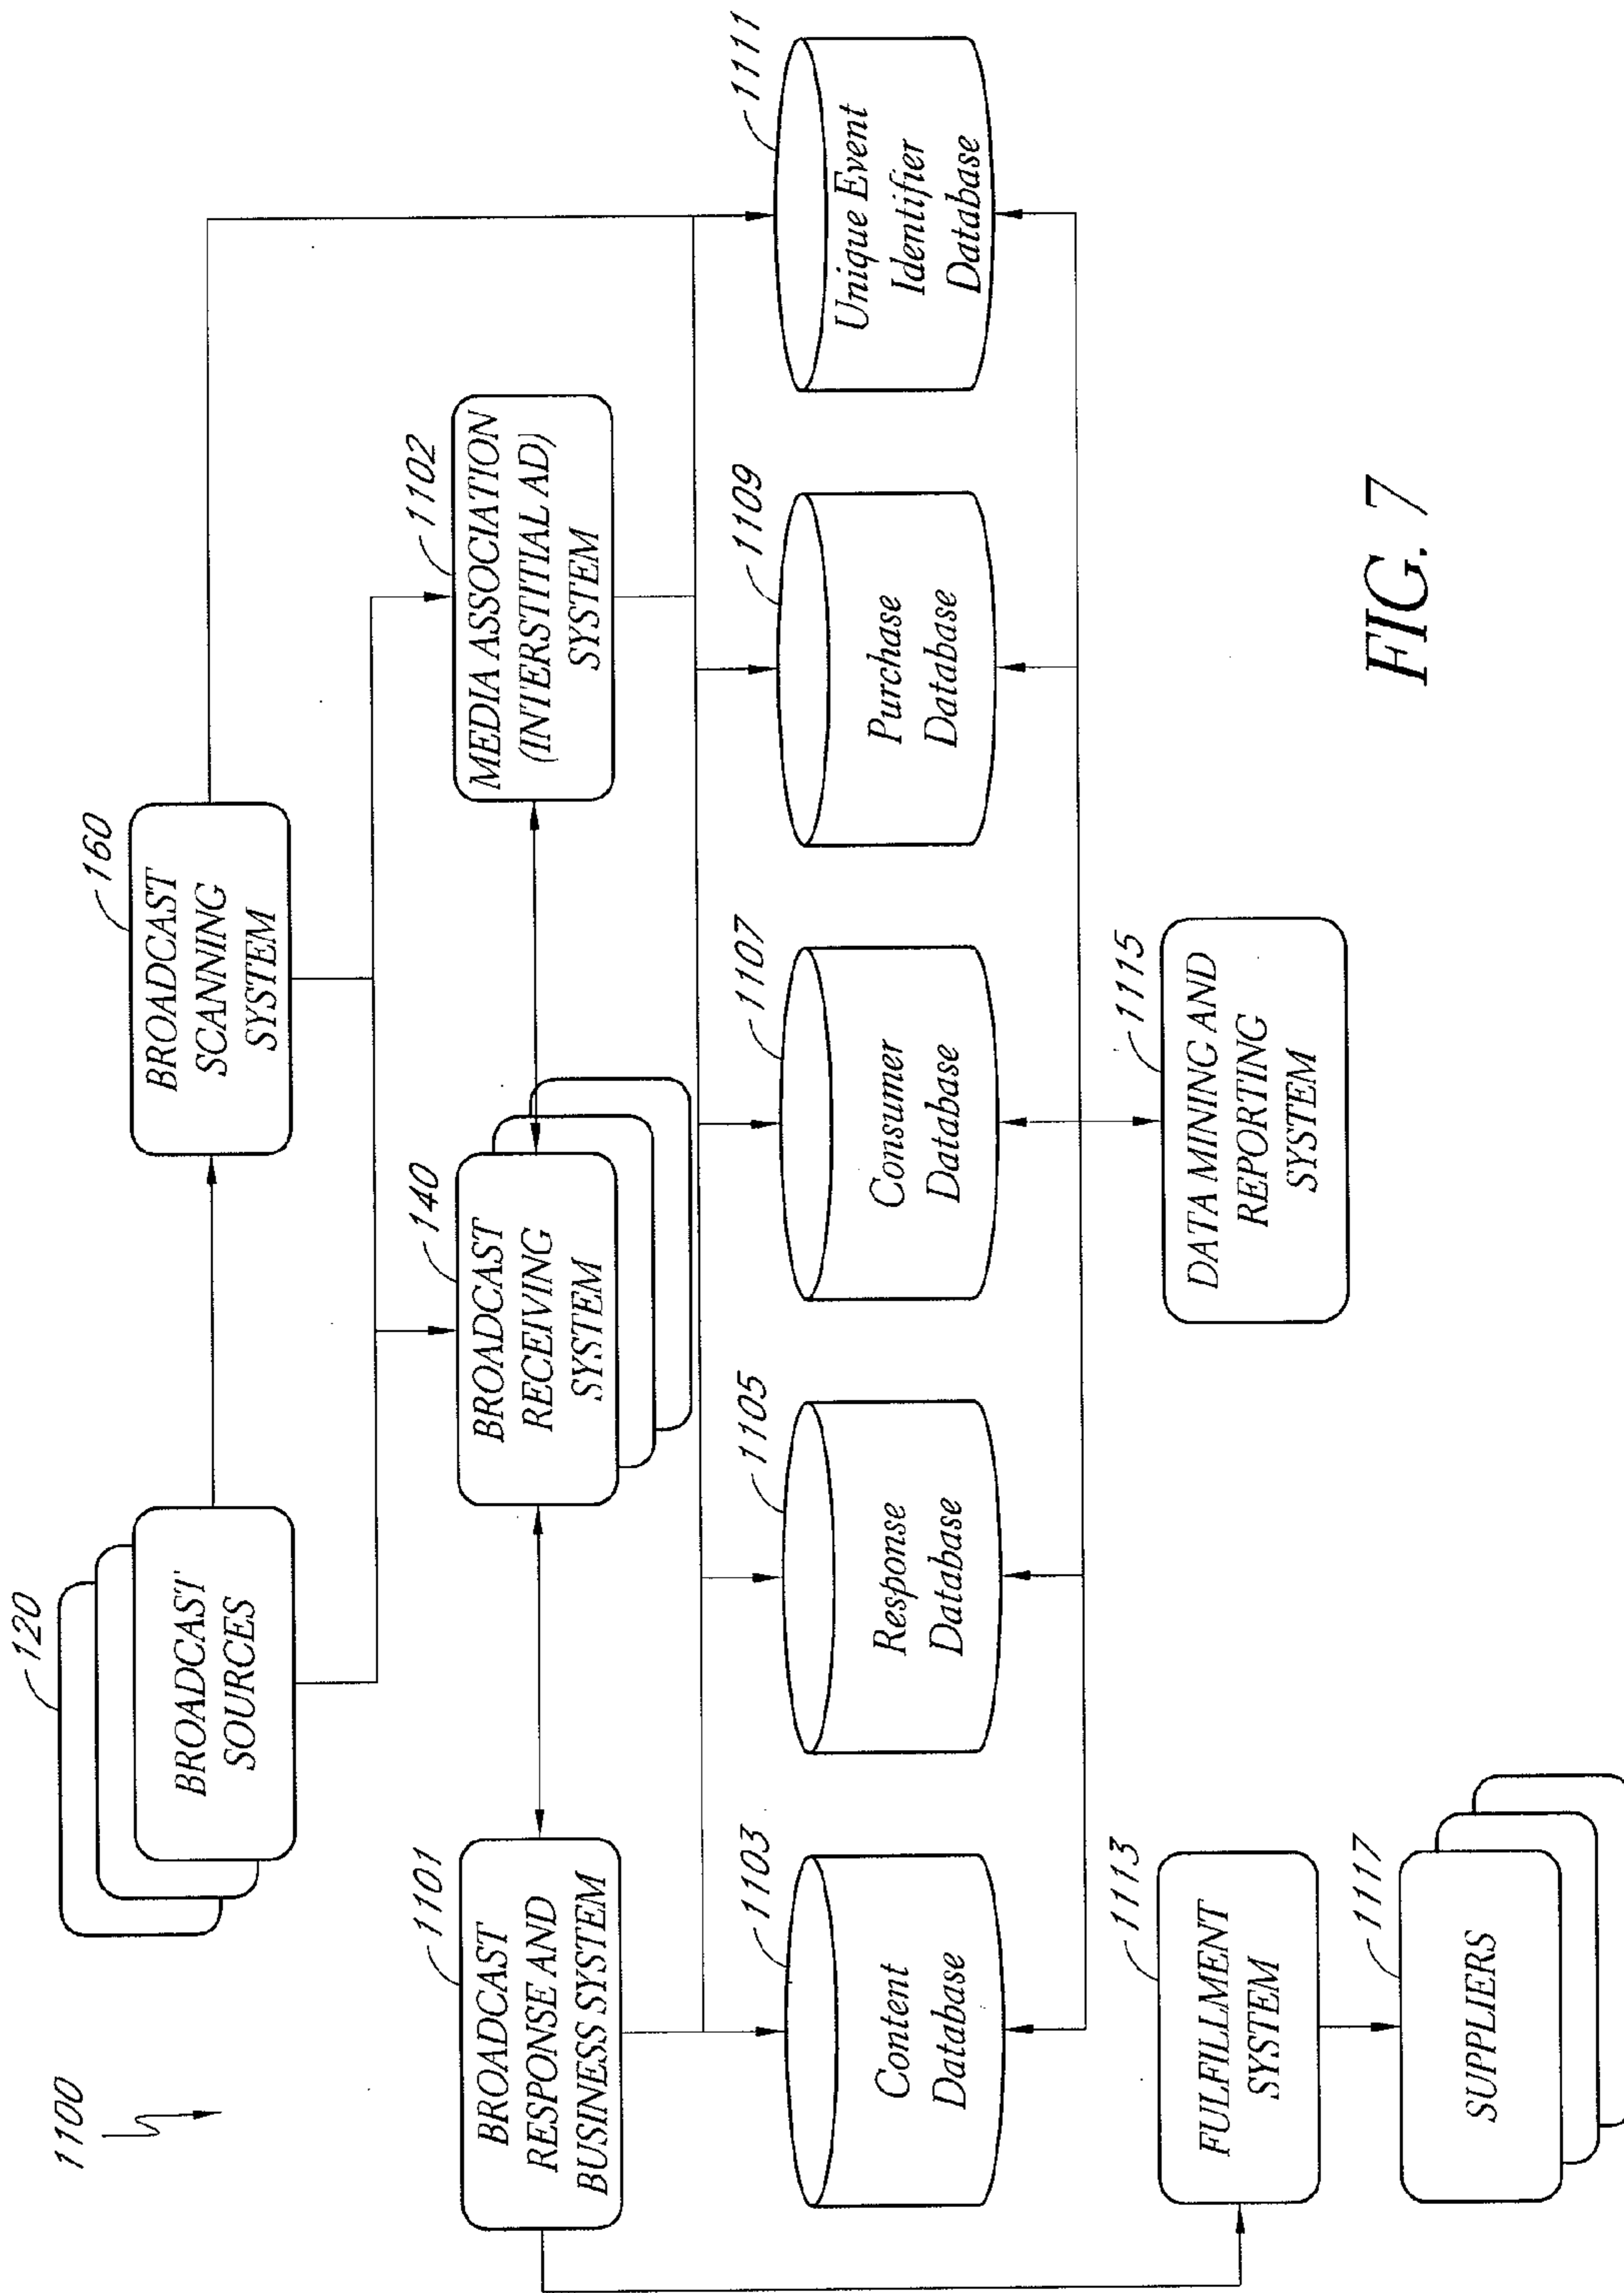 1100
120
BROADCAST
SOURCES
160
BROADCAST
SCANNING
SYSTEM
1101
BROADCAST
RESPONSE AND
BUSINESS SYSTEM
140
BROADCAST
RECEIVING
SYSTEM
1102
MEDIA ASSOCIATION
(INTERSTITIAL AD)
SYSTEM
1103
Content
Database
1105
Response
Database
1107
Consumer
Database
1109
Purchase
Database
1111
Unique Event
Identifier
Database
1113
FULFILLMENT
SYSTEM
1115
DATA MINING AND
REPORTING
SYSTEM
1117
SUPPLIERS
FIG. 7